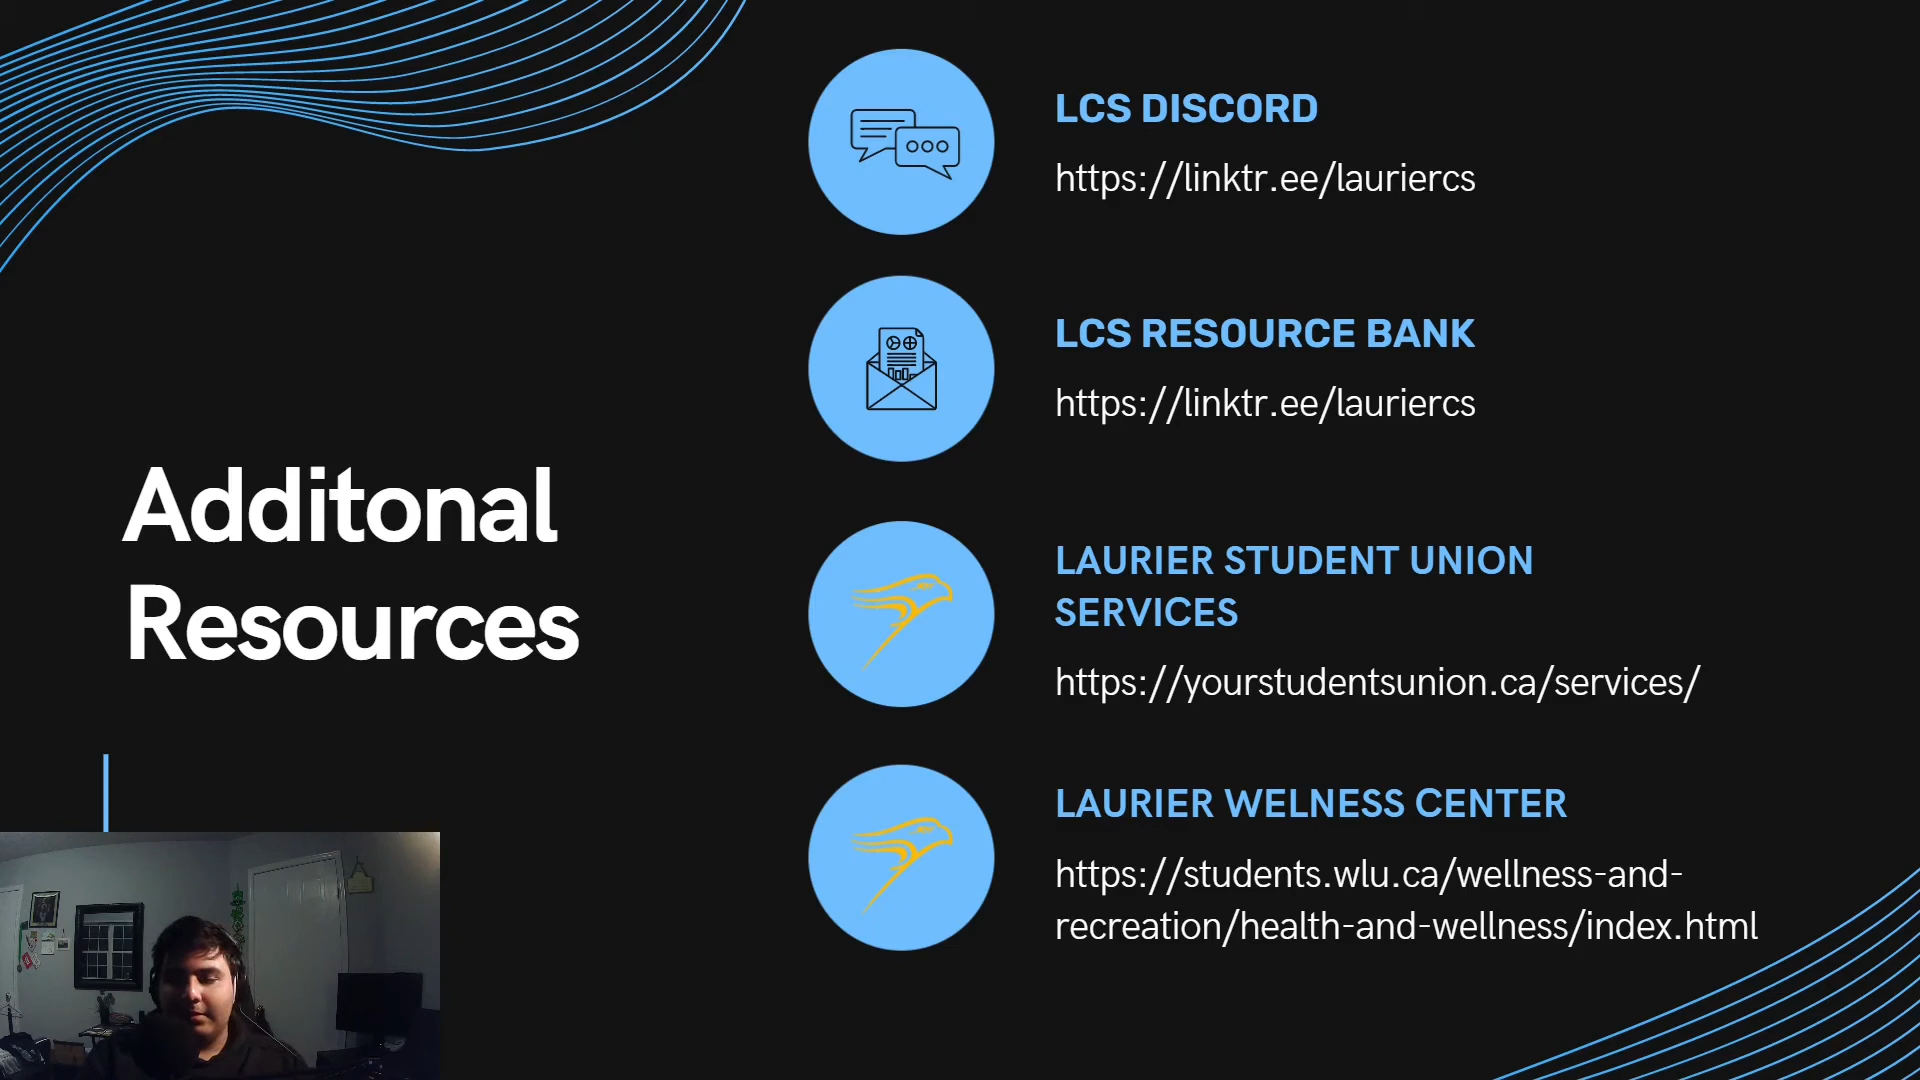 Additonal
Resources
LCS DISCORD
https://linktr.ee/lauriercs
LCS RESOURCE BANK
https://linktr.ee/lauriercs
LAURIER STUDENT UNION
SERVICES
https://yourstudentsunion.ca/services/
LAURIER WELNESS CENTER
https://students.wlu.ca/wellness-and-
recreation/health-and-wellness/index.html